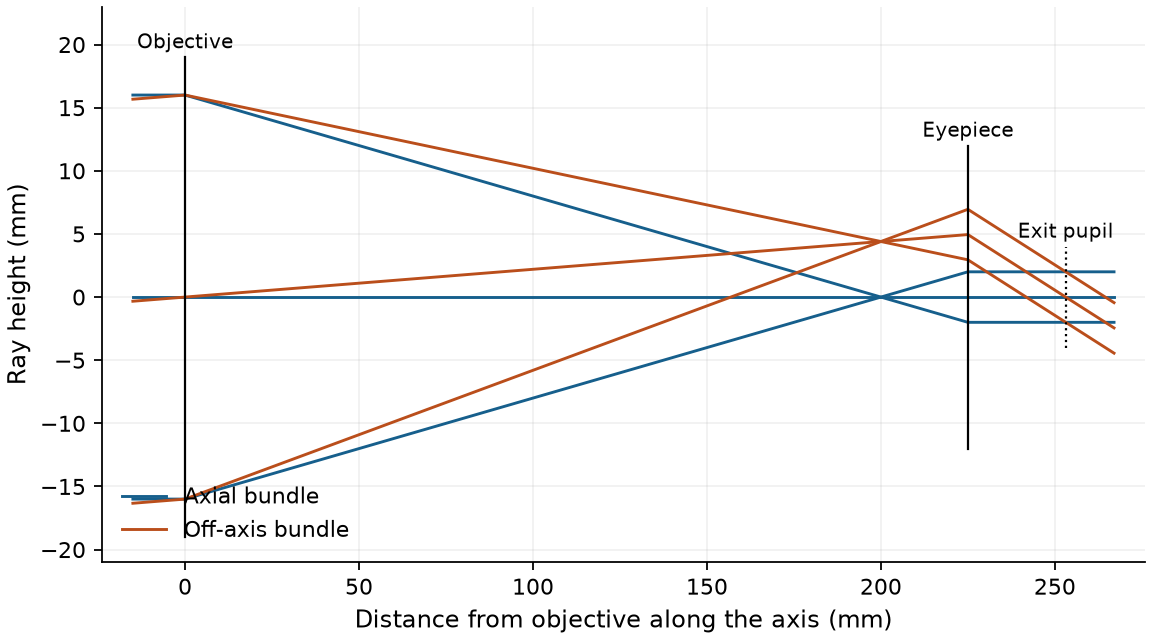 Objective
Eyepiece
Exit pupil
20
15
10
5
0
−5
−10
−15
−20
Ray height (mm)
Axial bundle
Off-axis bundle
0
50
100
150
200
250
Distance from objective along the axis (mm)